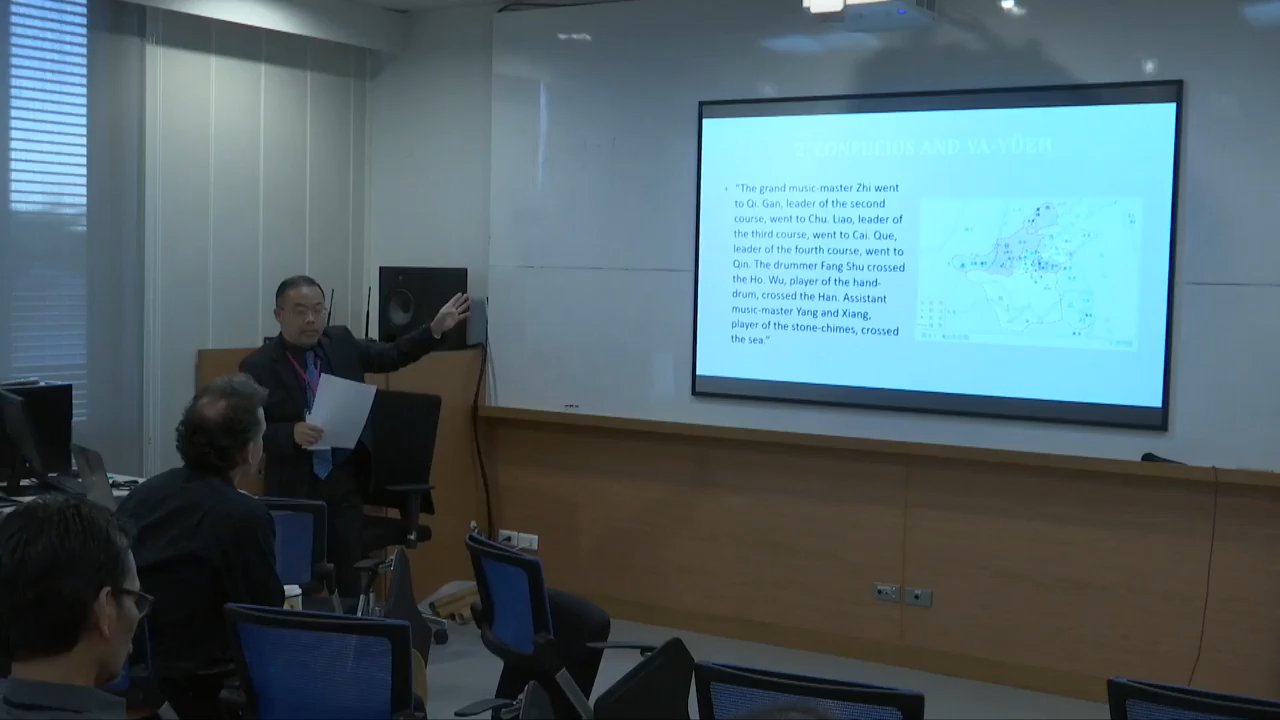 II. CONFUCIUS AND YA-YÜEH
• "The grand music-master Zhi went
to Qi. Gan, leader of the second
course, went to Chu. Liao, leader of
the third course, went to Cai. Que,
leader of the fourth course, went to
Qin. The drummer Fang Shu crossed
the Ho. Wu, player of the hand-
drum, crossed the Han. Assistant
music-master Yang and Xiang,
player of the stone-chimes, crossed
the sea."